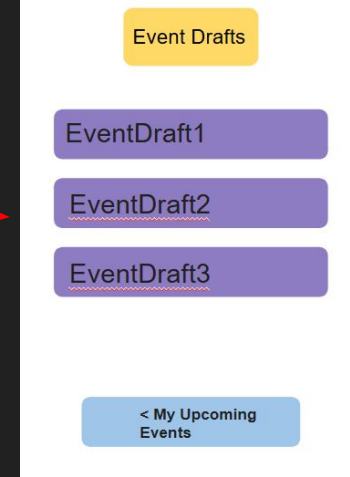 Event Drafts
EventDraft1
EventDraft2
EventDraft3
< My Upcoming
Events